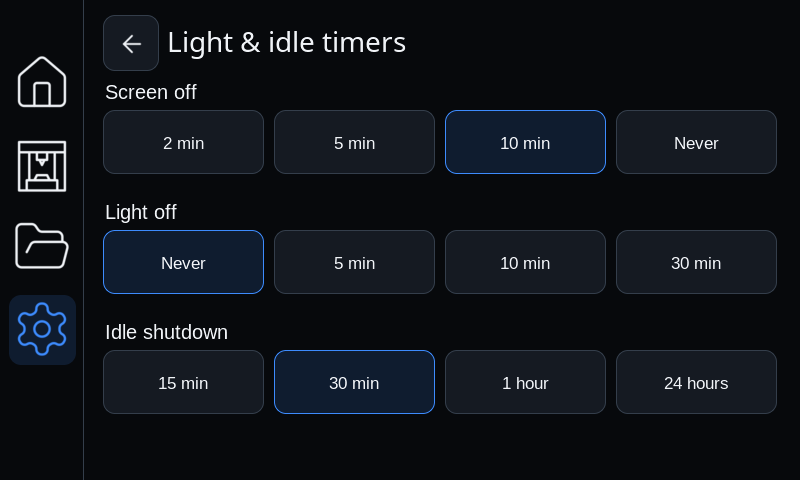 Light & idle timers
Screen off
2 min 5 min 10 min Never
Light off
Never 5 min 10 min 30 min
Idle shutdown
15 min 30 min 1 hour 24 hours